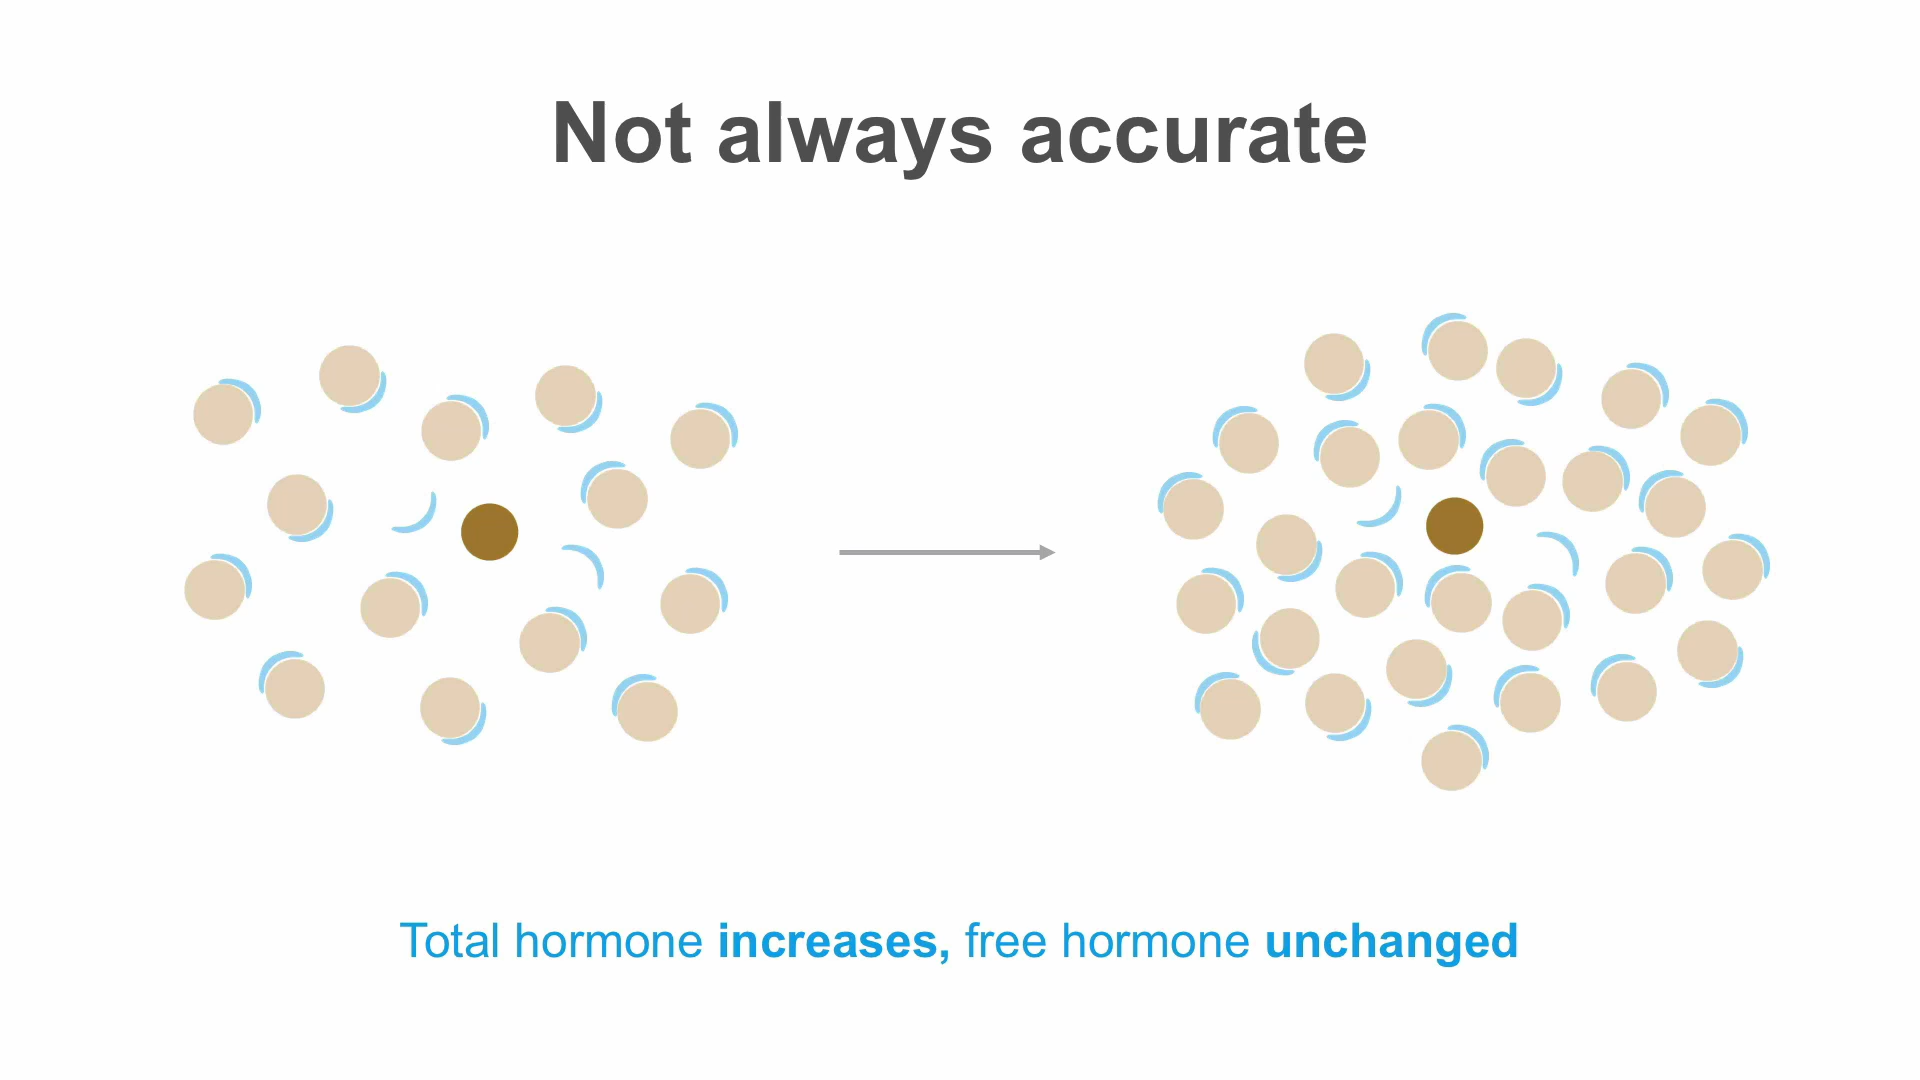 Not always accurate
Total hormone increases, free hormone unchanged